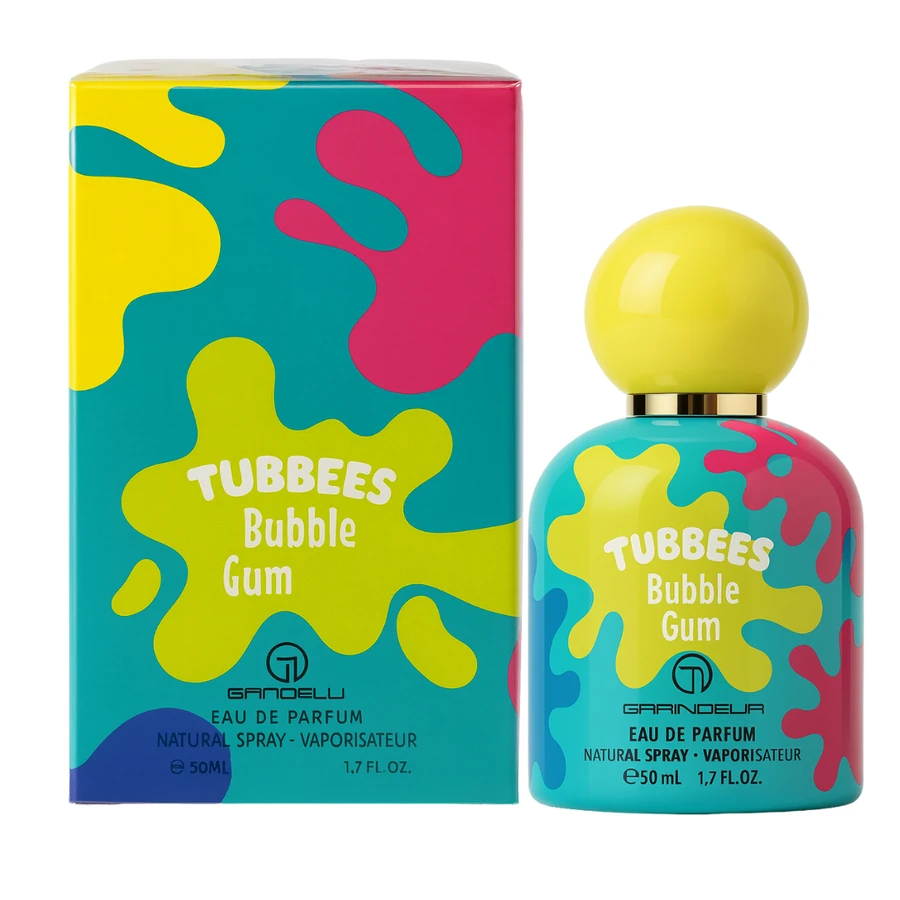 TUBBEES
Bubble
Gum
GANDELU
EAU DE PARFUM
NATURAL SPRAY - VAPORISATEUR
℮ 50ML 1,7 FL.OZ.
TUBBEES
Bubble
Gum
GARINDEUR
EAU DE PARFUM
NATURAL SPRAY • VAPORISATEUR
℮50 mL 1,7 FL.OZ.